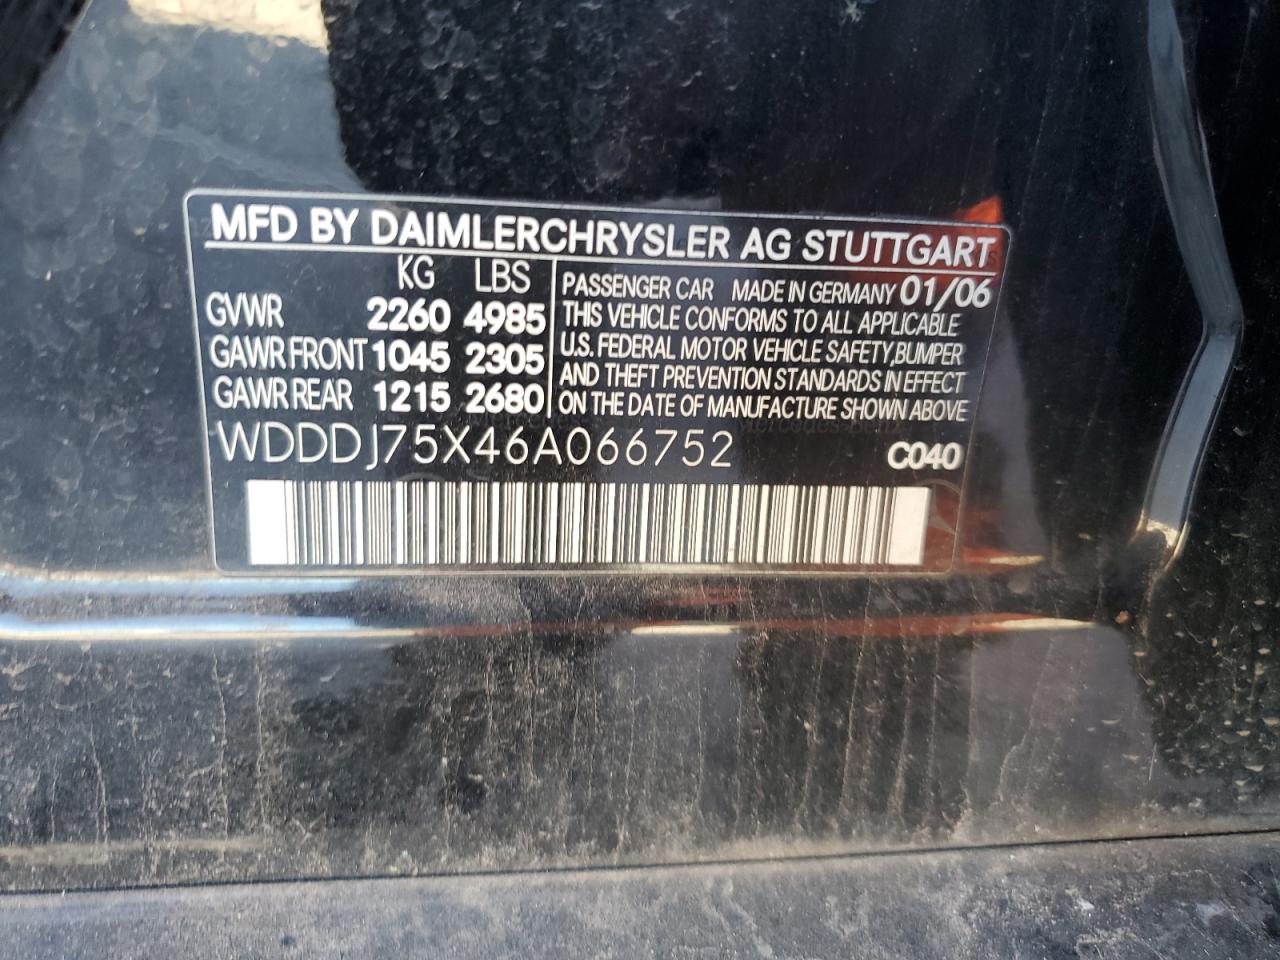 MFD BY DAIMLERCHRYSLER AG STUTTGART
KG LBS
GVWR 2260 4985
GAWR FRONT 1045 2305
GAWR REAR 1215 2680
PASSENGER CAR MADE IN GERMANY 01/06
THIS VEHICLE CONFORMS TO ALL APPLICABLE
U.S. FEDERAL MOTOR VEHICLE SAFETY,BUMPER
AND THEFT PREVENTION STANDARDS IN EFFECT
ON THE DATE OF MANUFACTURE SHOWN ABOVE
WDDDJ75X46A066752 C040